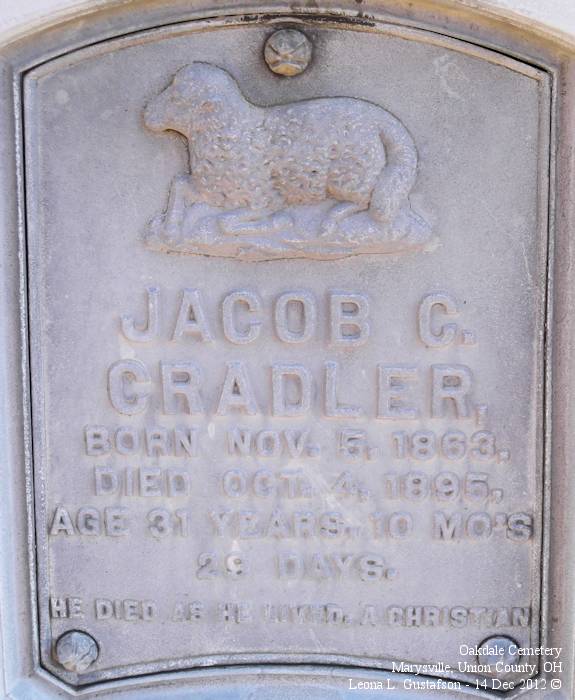 JACOB C.
CRADLER,
BORN NOV. 5, 1863,
DIED OCT. 4, 1895,
AGE 31 YEARS, 10 MO'S
29 DAYS.
HE DIED AS HE LIVED, A CHRISTIAN
Oakdale Cemetery
Marysville, Union County, OH
Leona L. Gustafson - 14 Dec 2012 ©